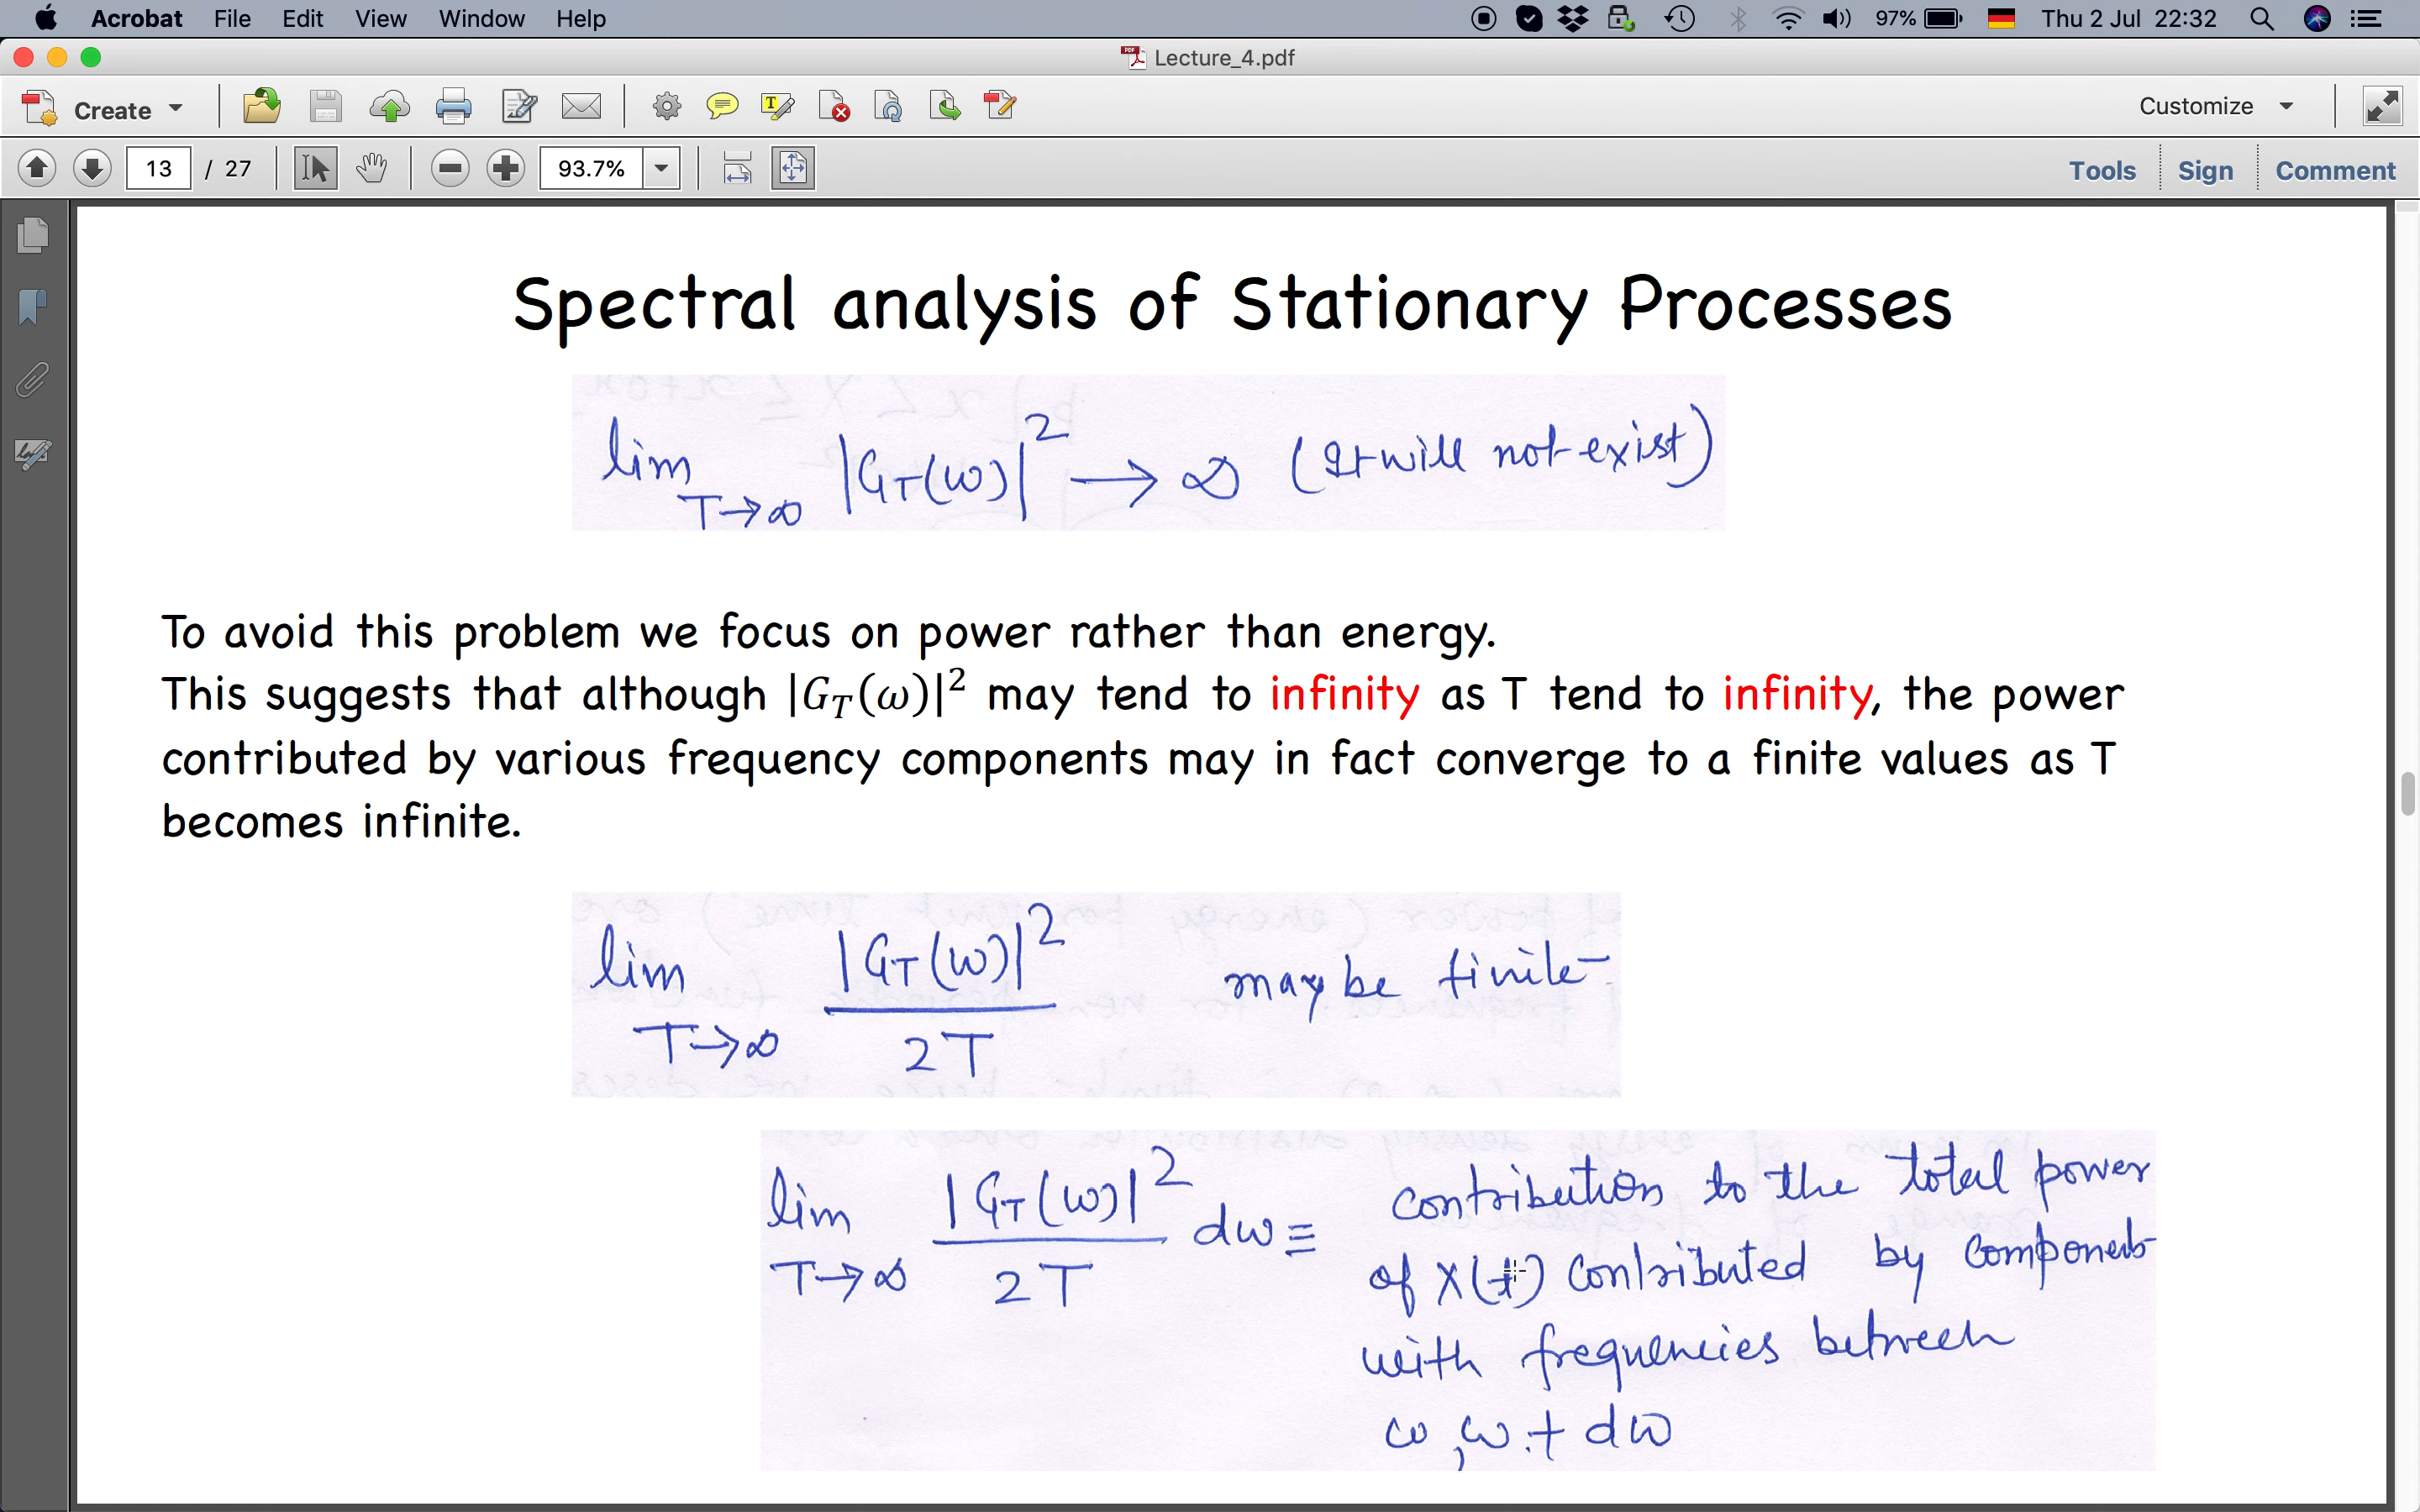 Acrobat File Edit View Window Help 97% Thu 2 Jul 22:32
Lecture_4.pdf
Create Customize
13 / 27 93.7% Tools Sign Comment
Spectral analysis of Stationary Processes
lim T→∞ |G_T(ω)|² → ∞ (It will not exist)
To avoid this problem we focus on power rather than energy.
This suggests that although |G_T(ω)|² may tend to infinity as T tend to infinity, the power
contributed by various frequency components may in fact converge to a finite values as T
becomes infinite.
lim T→∞ |G_T(ω)|² / 2T may be finite
lim T→∞ |G_T(ω)|² / 2T dω ≡ contribution to the total power
of X(t) contributed by components
with frequencies between
ω, ω + dω